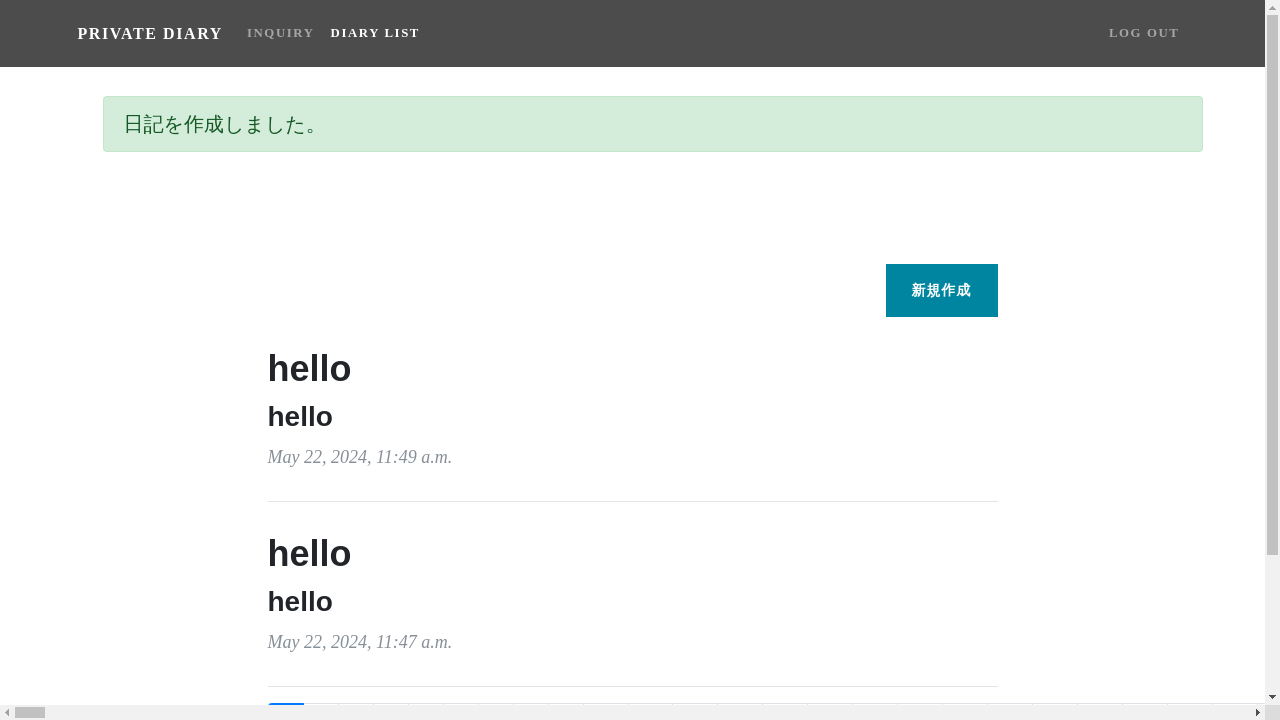 PRIVATE DIARY INQUIRY DIARY LIST LOG OUT
日記を作成しました。
新規作成
hello
hello
May 22, 2024, 11:49 a.m.
hello
hello
May 22, 2024, 11:47 a.m.